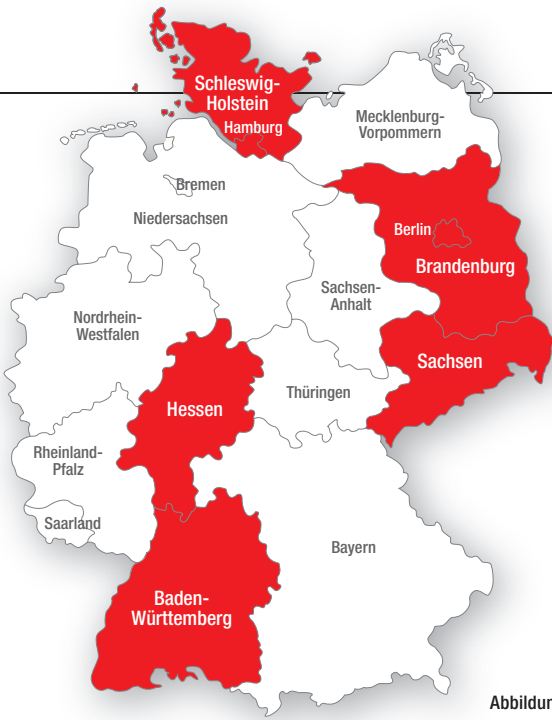 Schleswig-
Holstein
Hamburg
Mecklenburg-
Vorpommern
Bremen
Niedersachsen
Berlin
Brandenburg
Sachsen-
Anhalt
Nordrhein-
Westfalen
Sachsen
Thüringen
Hessen
Rheinland-
Pfalz
Saarland
Bayern
Baden-
Württemberg
Abbildun